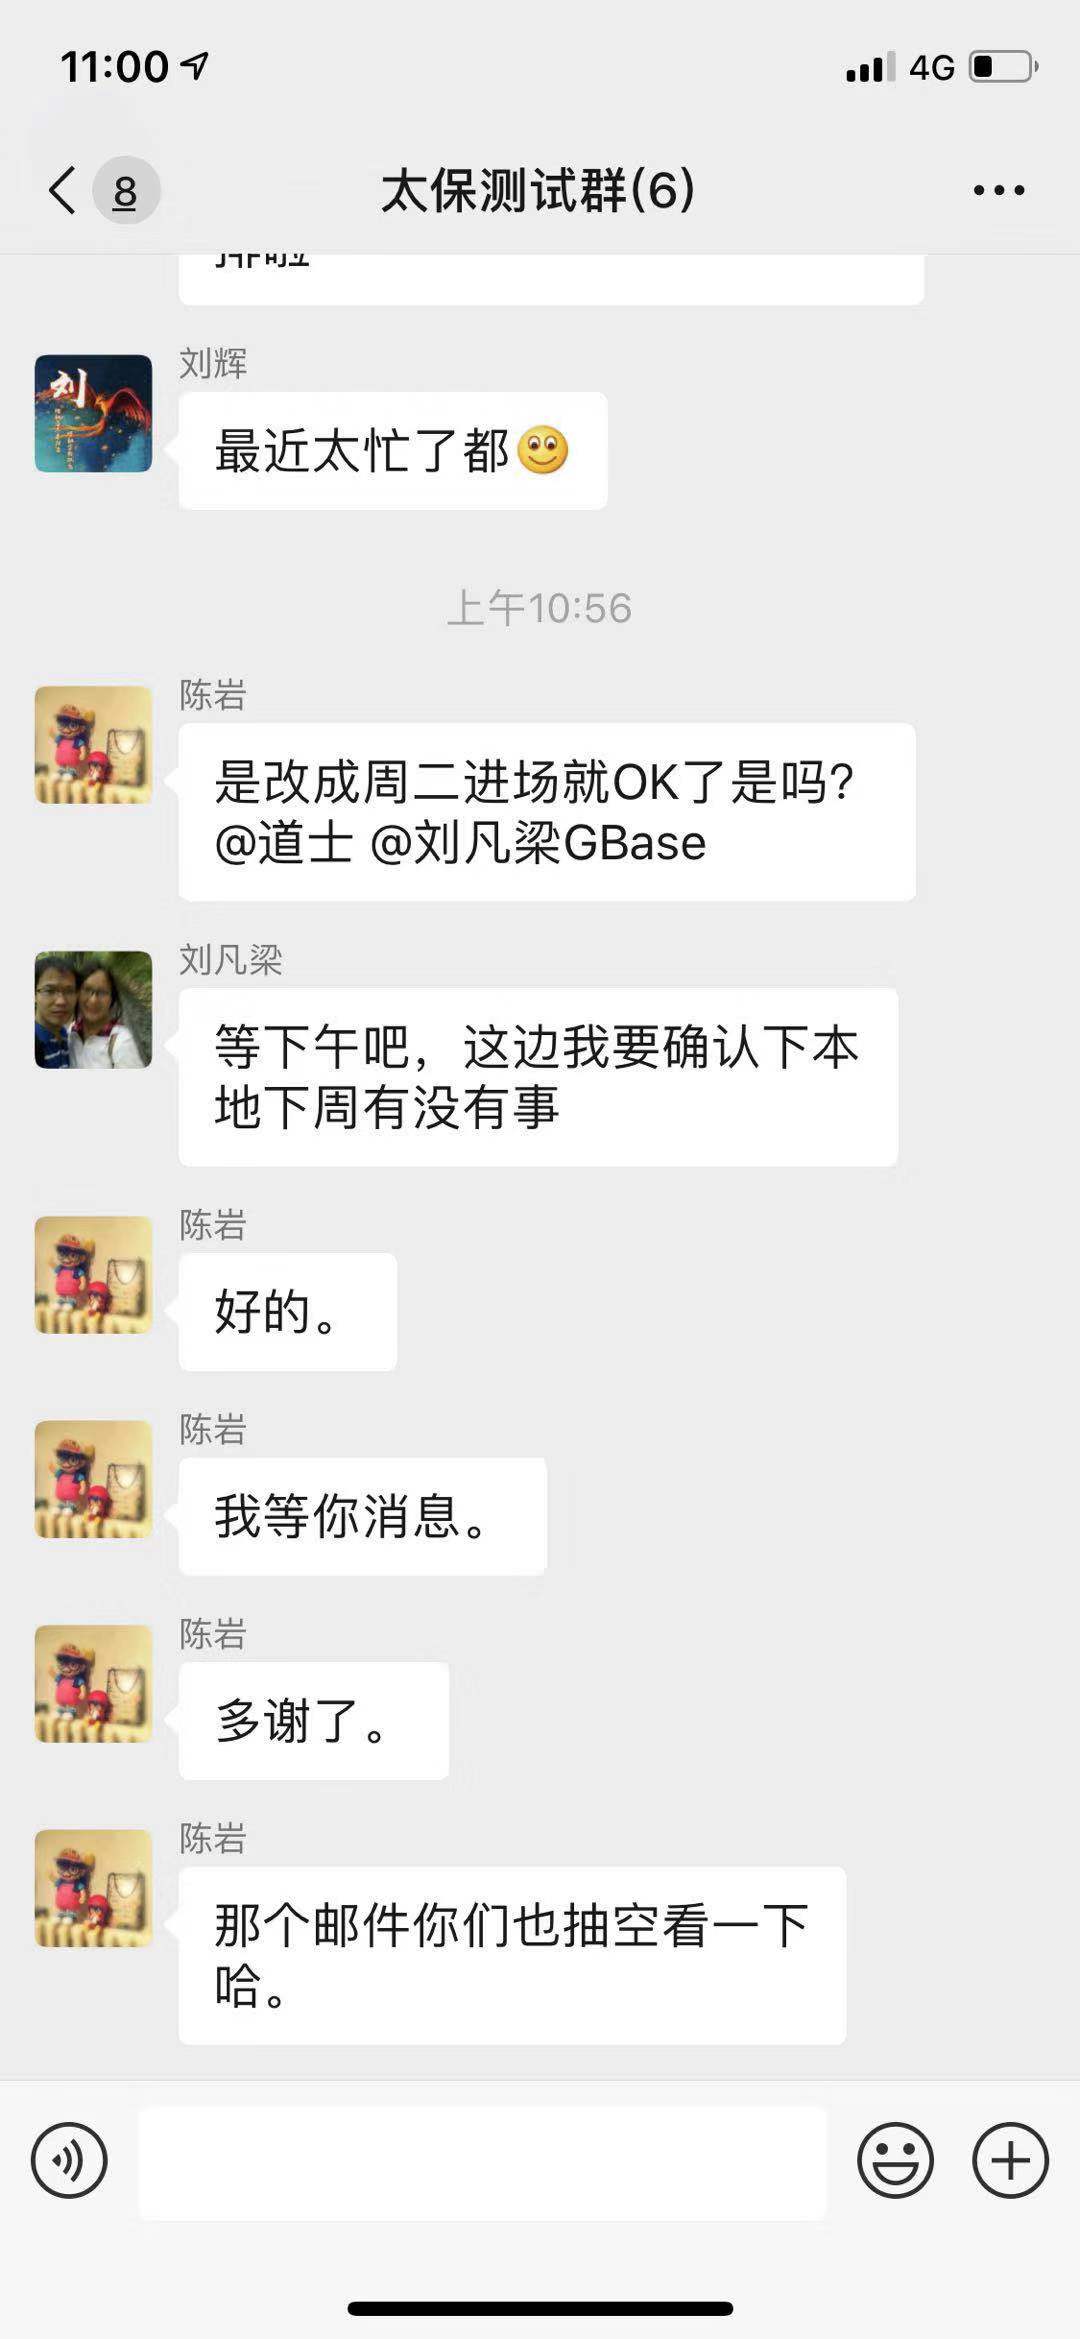 11:00
4G
8
太保测试群(6)
刘辉
刘
最近太忙了都
上午10:56
陈岩
是改成周二进场就OK了是吗?
@道士 @刘凡梁GBase
刘凡梁
等下午吧，这边我要确认下本
地下周有没有事
陈岩
好的。
陈岩
我等你消息。
陈岩
多谢了。
陈岩
那个邮件你们也抽空看一下
哈。